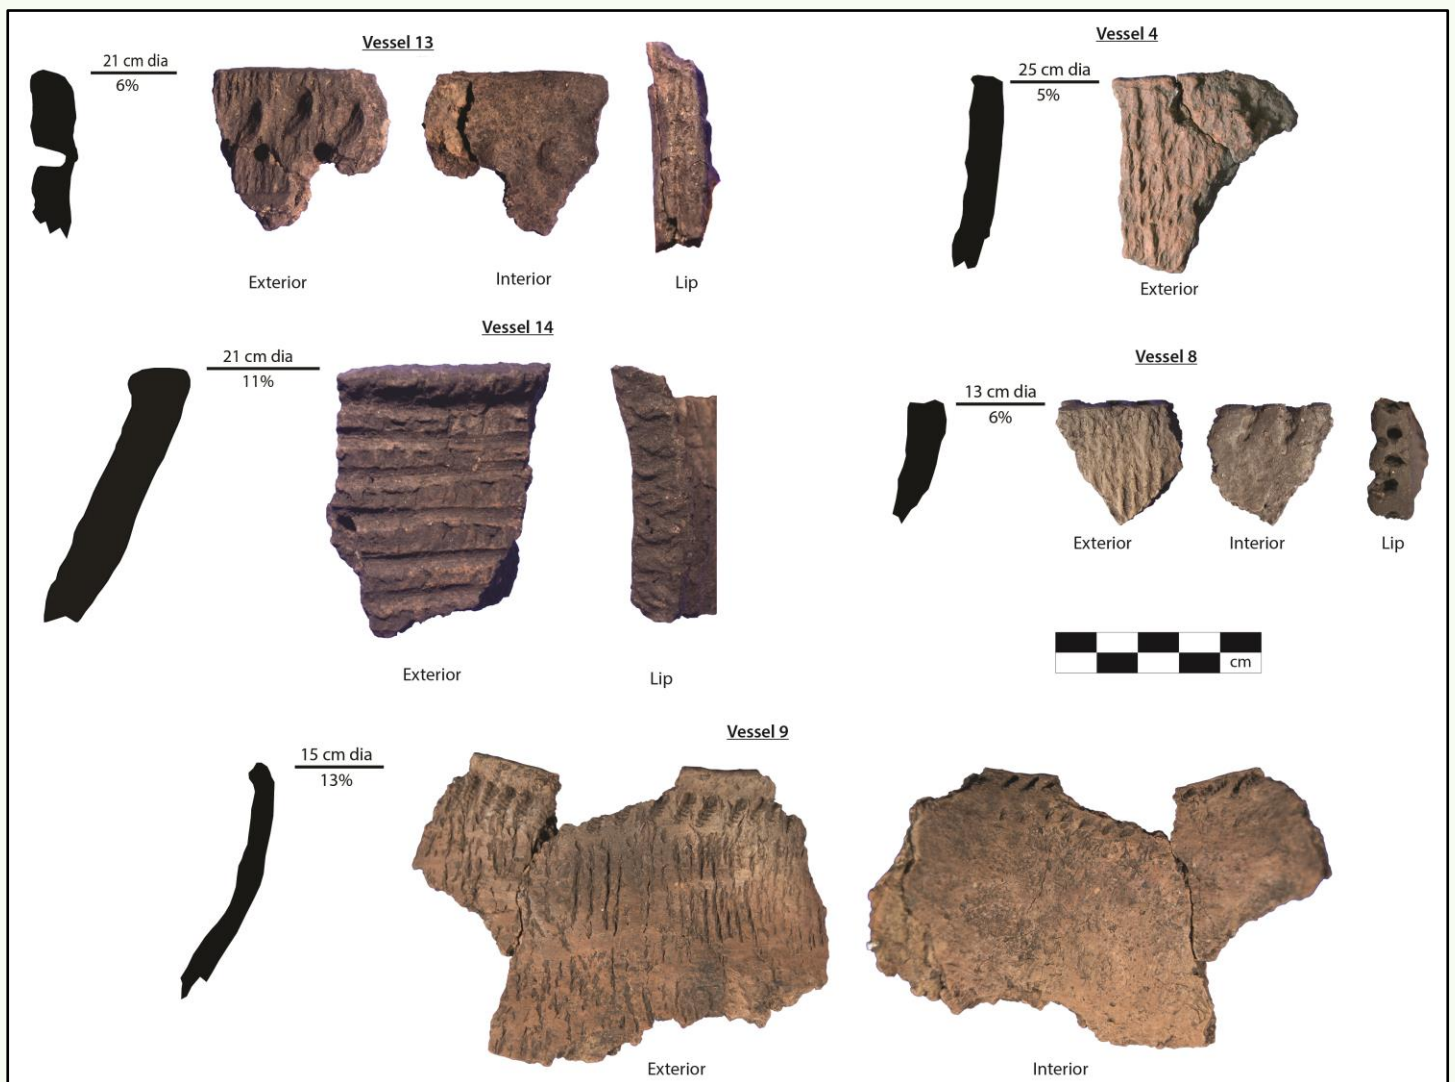 Vessel 13
21 cm dia
6%
Exterior
Interior
Lip
Vessel 4
25 cm dia
5%
Exterior
Vessel 14
21 cm dia
11%
Exterior
Lip
Vessel 8
13 cm dia
6%
Exterior
Interior
Lip
cm
Vessel 9
15 cm dia
13%
Exterior
Interior